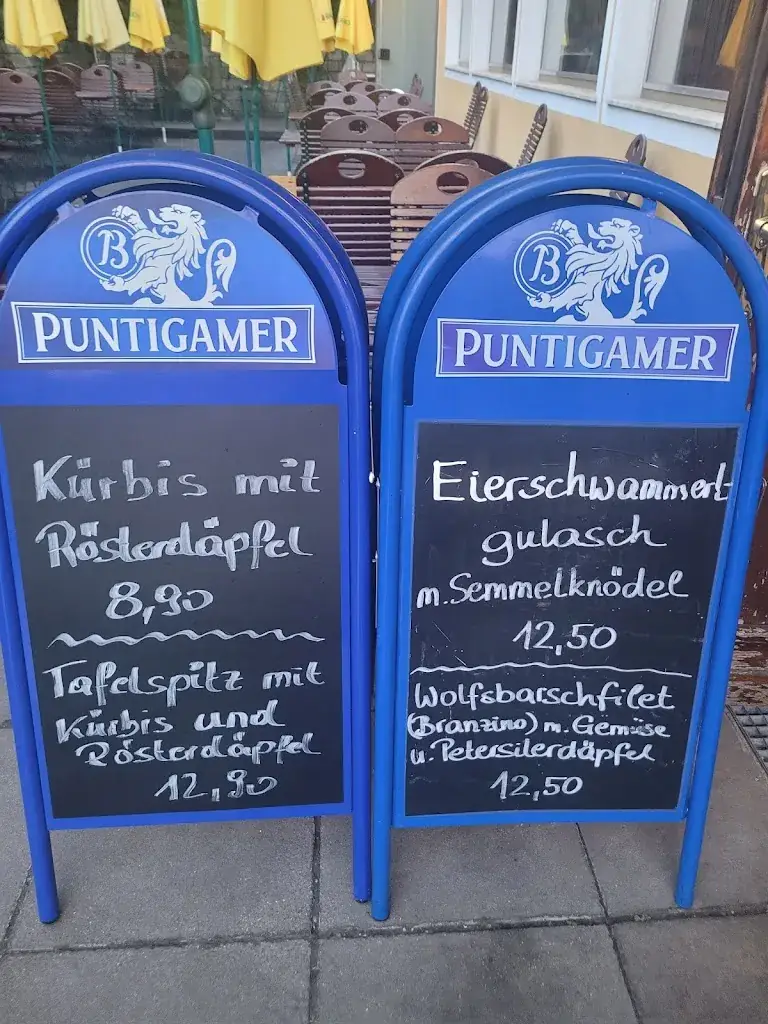 B
PUNTIGAMER
Kürbis mit
Rösterdäpfel
8,90
Tafelspitz mit
Kürbis und
Rösterdäpfel
12,90
B
PUNTIGAMER
Eierschwammerl-
gulasch
m. Semmelknödel
12,50
Wolfsbarschfilet
(Branzino) m. Gemüse
u. Petersilerdäpfel
12,50